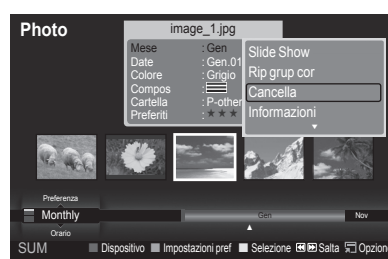 Photo
image_1.jpg
Mese : Gen
Date : Gen.01
Colore : Grigio
Compos :
Cartella : P-other
Preferiti : ★★★
Slide Show
Rip grup cor
Cancella
Informazioni
Preferenza
Monthly
Orario
Gen
Nov
SUM
Dispositivo
Impostazioni pref
Selezione
Salta
Opzion